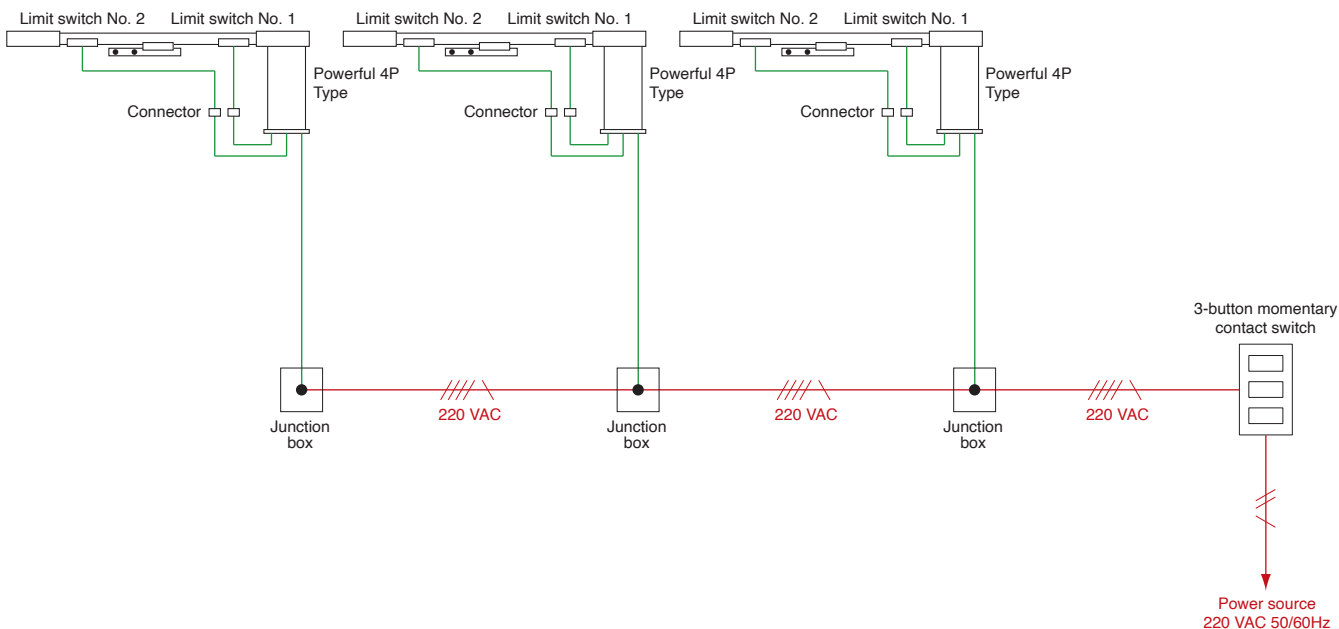 Limit switch No. 2
Limit switch No. 1
Limit switch No. 2
Limit switch No. 1
Limit switch No. 2
Limit switch No. 1
Powerful 4P
Type
Powerful 4P
Type
Powerful 4P
Type
Connector
Connector
Connector
3-button momentary
contact switch
220 VAC
220 VAC
220 VAC
Junction
box
Junction
box
Junction
box
Power source
220 VAC 50/60Hz